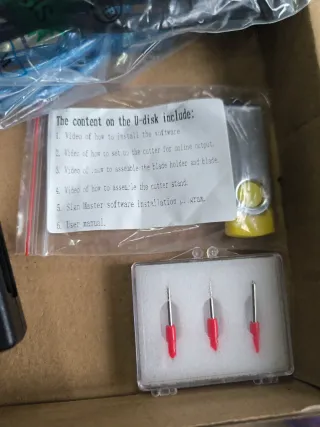 The content on the U-disk include:
1. Video of how to install the software
2. Video of how to set up the cutter for online output
3. Video of how to assemble the blade holder and blade
4. Video of how to assemble the cutter stand
5. Sign Master software installation
6. User manual.